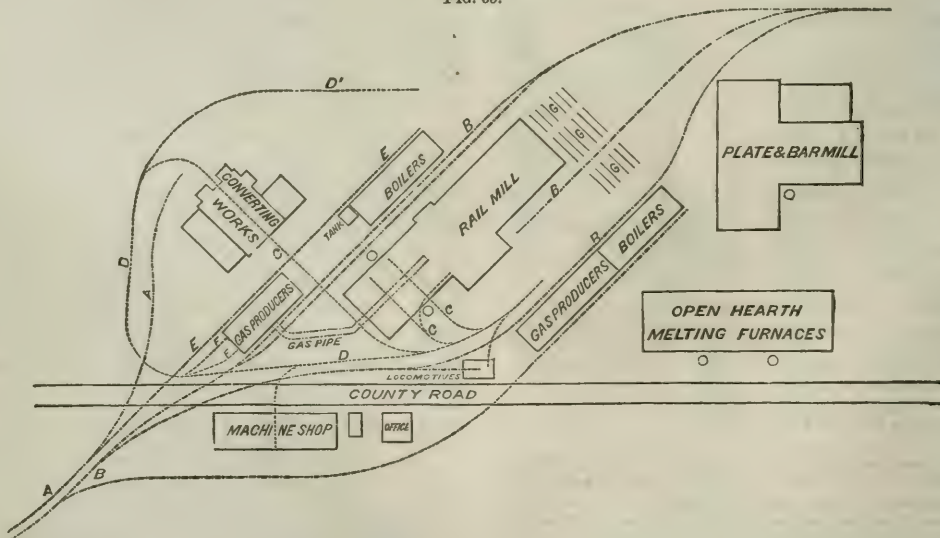 FIG.
D'
PLATE & BAR MILL
B
G
G
G
E
BOILERS
TANK
RAIL MILL
B
CONVERTING
WORKS
C
D
A
B
BOILERS
GAS PRODUCERS
E
GAS PRODUCERS
E
E
C
C
GAS PIPE
OPEN HEARTH
MELTING FURNACES
D
LOCOMOTIVES
COUNTY ROAD
MACHINE SHOP
OFFICE
B
A